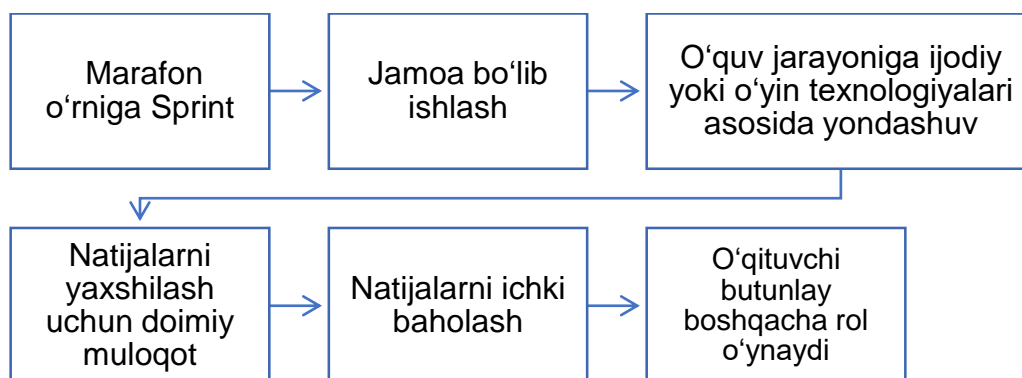 Marafon
o‘rniga Sprint
Jamoa bo‘lib
ishlash
O‘quv jarayoniga ijodiy
yoki o‘yin texnologiyalari
asosida yondashuv
Natijalarni
yaxshilash
uchun doimiy
muloqot
Natijalarni ichki
baholash
O‘qituvchi
butunlay
boshqacha rol
o‘ynaydi